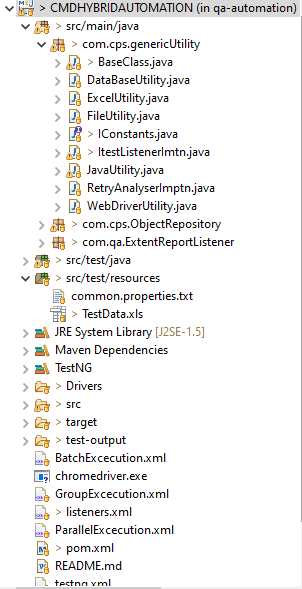 > CMDHYBRIDAUTOMATION (in qa-automation)
> src/main/java
> com.cps.genericUtility
> BaseClass.java
DataBaseUtility.java
ExcelUtility.java
FileUtility.java
> IConstants.java
> ItestListenerImtn.java
JavaUtility.java
RetryAnalyserImptn.java
WebDriverUtility.java
> com.cps.ObjectRepository
> com.qa.ExtentReportListener
> src/test/java
> src/test/resources
common.properties.txt
> TestData.xls
JRE System Library [J2SE-1.5]
Maven Dependencies
TestNG
> Drivers
> src
> target
> test-output
BatchExcecution.xml
chromedriver.exe
GroupExcecution.xml
> listeners.xml
ParallelExcecution.xml
> pom.xml
README.md
testng.xml